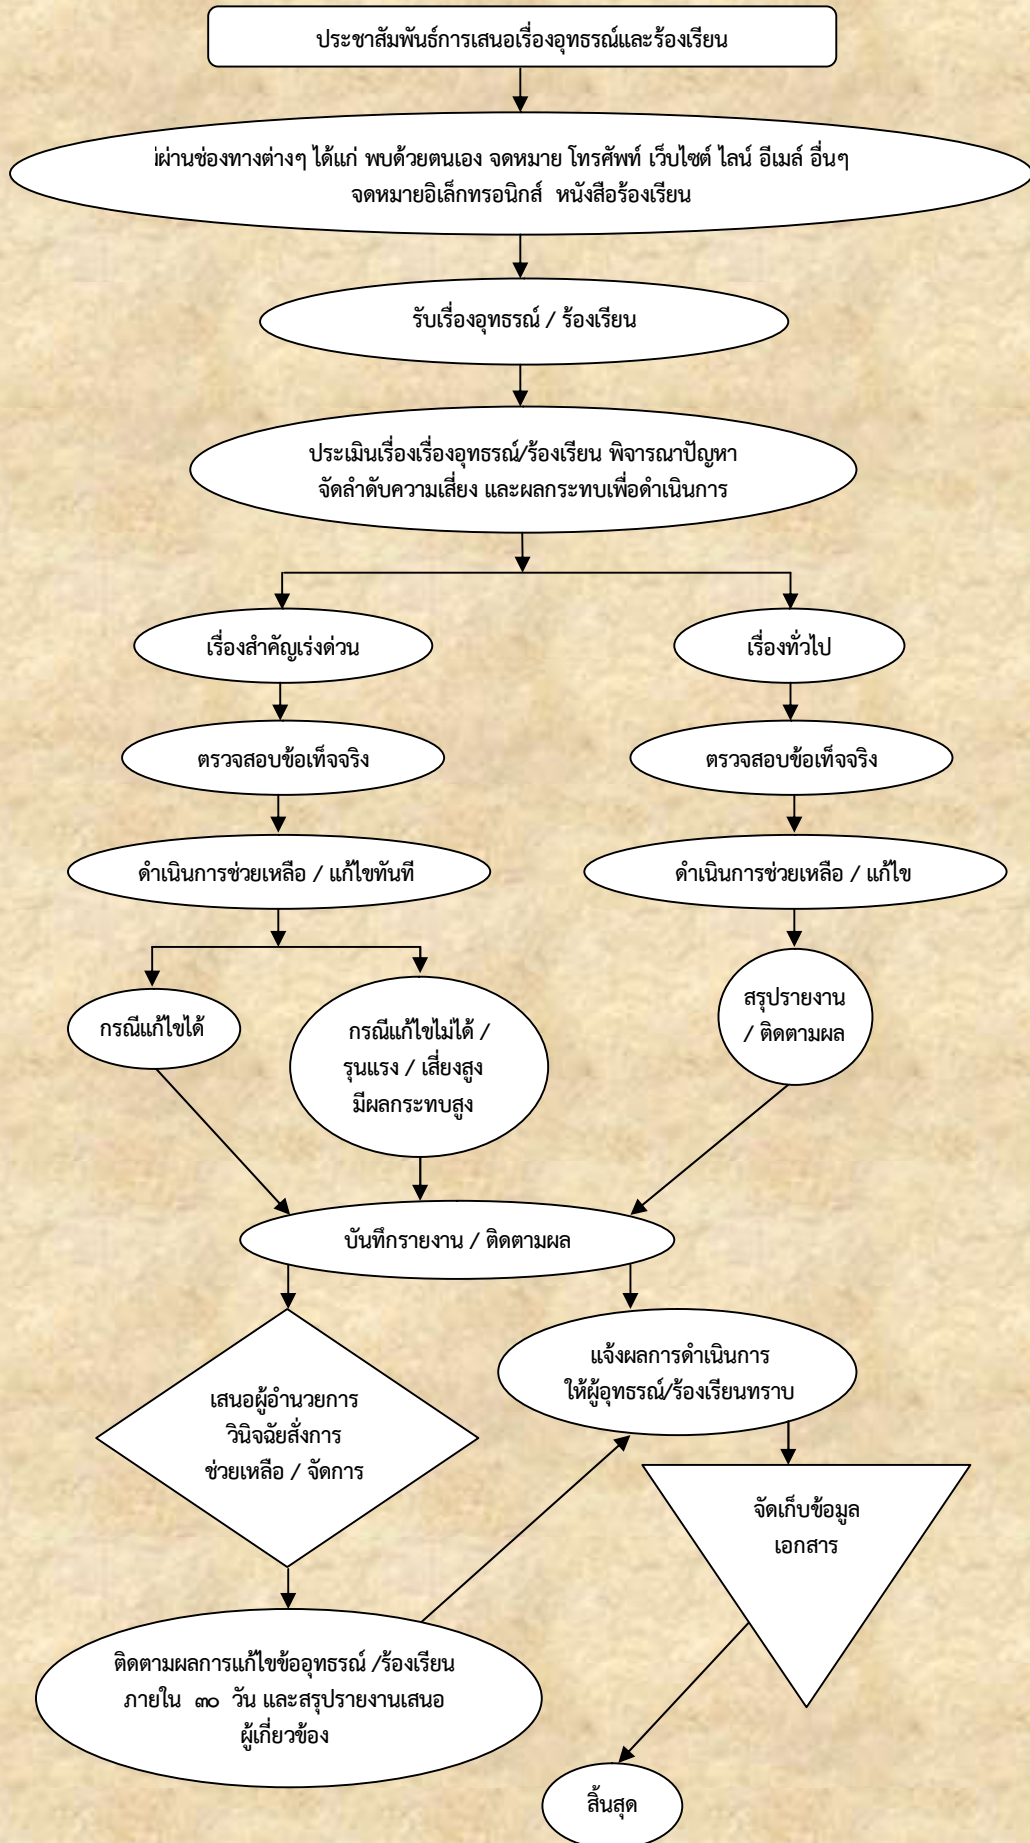 ประชาสัมพันธ์การเสนอเรื่องอุทธรณ์และร้องเรียน
ผ่านช่องทางต่างๆ ได้แก่ พบด้วยตนเอง จดหมาย โทรศัพท์ เว็บไซต์ ไลน์ อีเมล์ อื่นๆ
จดหมายอิเล็กทรอนิกส์ หนังสือร้องเรียน
รับเรื่องอุทธรณ์ / ร้องเรียน
ประเมินเรื่องเรื่องอุทธรณ์/ร้องเรียน พิจารณาปัญหา
จัดลำดับความเสี่ยง และผลกระทบเพื่อดำเนินการ
เรื่องสำคัญเร่งด่วน
เรื่องทั่วไป
ตรวจสอบข้อเท็จจริง
ตรวจสอบข้อเท็จจริง
ดำเนินการช่วยเหลือ / แก้ไขทันที
ดำเนินการช่วยเหลือ / แก้ไข
กรณีแก้ไขได้
กรณีแก้ไขไม่ได้ /
รุนแรง / เสี่ยงสูง
มีผลกระทบสูง
สรุปรายงาน
/ ติดตามผล
บันทึกรายงาน / ติดตามผล
เสนอผู้อำนวยการ
วินิจฉัยสั่งการ
ช่วยเหลือ / จัดการ
แจ้งผลการดำเนินการ
ให้ผู้อุทธรณ์/ร้องเรียนทราบ
จัดเก็บข้อมูล
เอกสาร
ติดตามผลการแก้ไขข้ออุทธรณ์ /ร้องเรียน
ภายใน ๓๐ วัน และสรุปรายงานเสนอ
ผู้เกี่ยวข้อง
สิ้นสุด